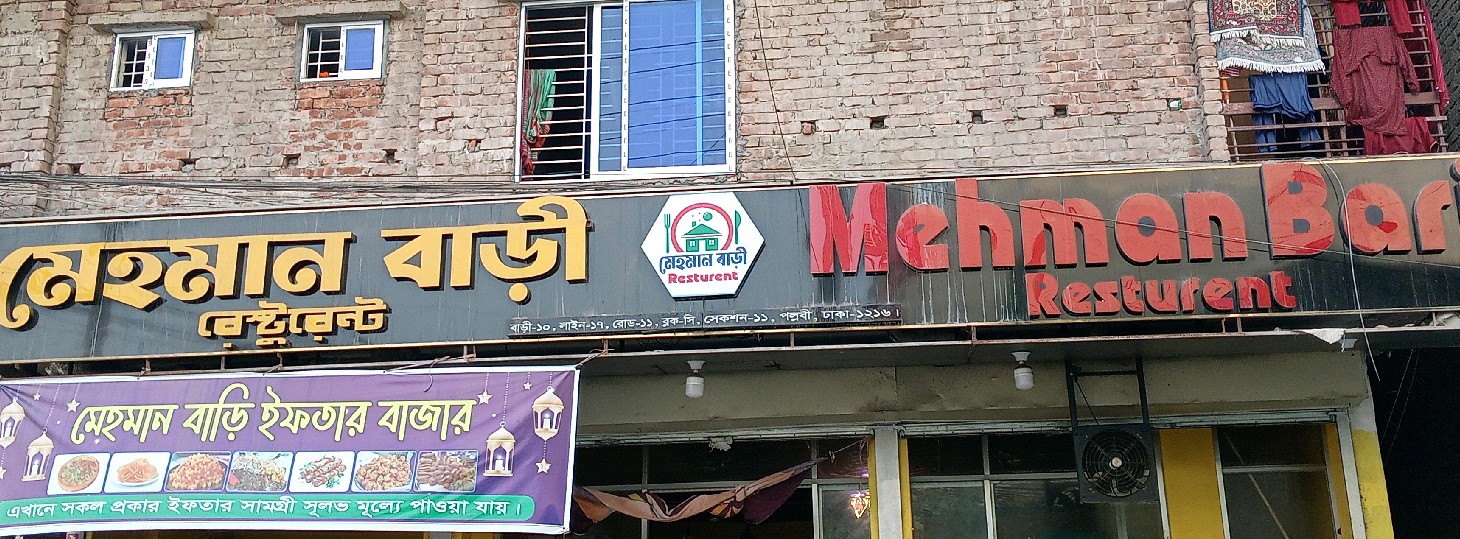 মেহমান বাড়ী
রেস্টুরেন্ট
মেহমান বাড়ী
Resturent
Mehman Bari
Resturent
বাড়ী-১০, লাইন-১৭, রোড-১১, ব্লক-সি, সেকশন-১১, পল্লবী, ঢাকা-১২১৬।
মেহমান বাড়ি ইফতার বাজার
এখানে সকল প্রকার ইফতার সামগ্রী সূলভ মূল্যে পাওয়া যায়।